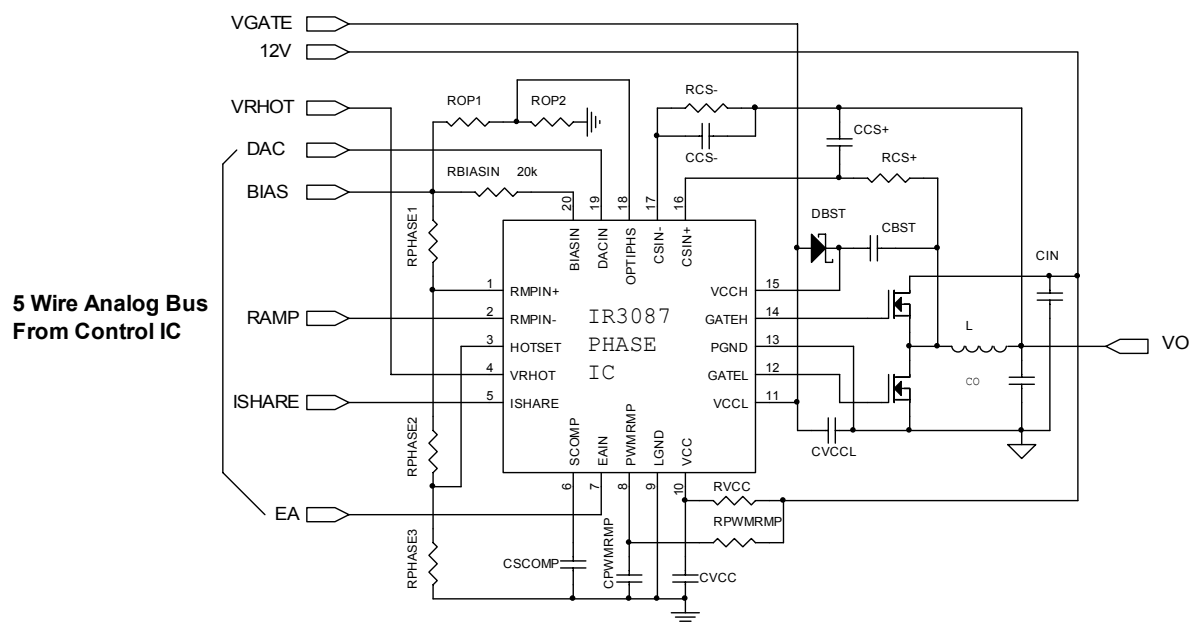 VGATE
12V
VRHOT
DAC
BIAS
RAMP
ISHARE
EA
5 Wire Analog Bus
From Control IC
ROP1
ROP2
RBIASIN 20k
RPHASE1
RPHASE2
RPHASE3
RCS-
CCS-
CCS+
RCS+
DBST
CBST
CIN
L
CO
VO
20
19
18
17
16
BIASIN
DACIN
OPTIPHS
CSIN-
CSIN+
1
RMPIN+
2
RMPIN-
3
HOTSET
4
VRHOT
5
ISHARE
IR3087
PHASE
IC
VCCH
15
GATEH
14
PGND
13
GATEL
12
VCCL
11
SCOMP
EAIN
PWMRMP
LGND
VCC
6
7
8
9
10
CVCCL
RVCC
RPWMRMP
CSCOMP
CPWMRMP
CVCC